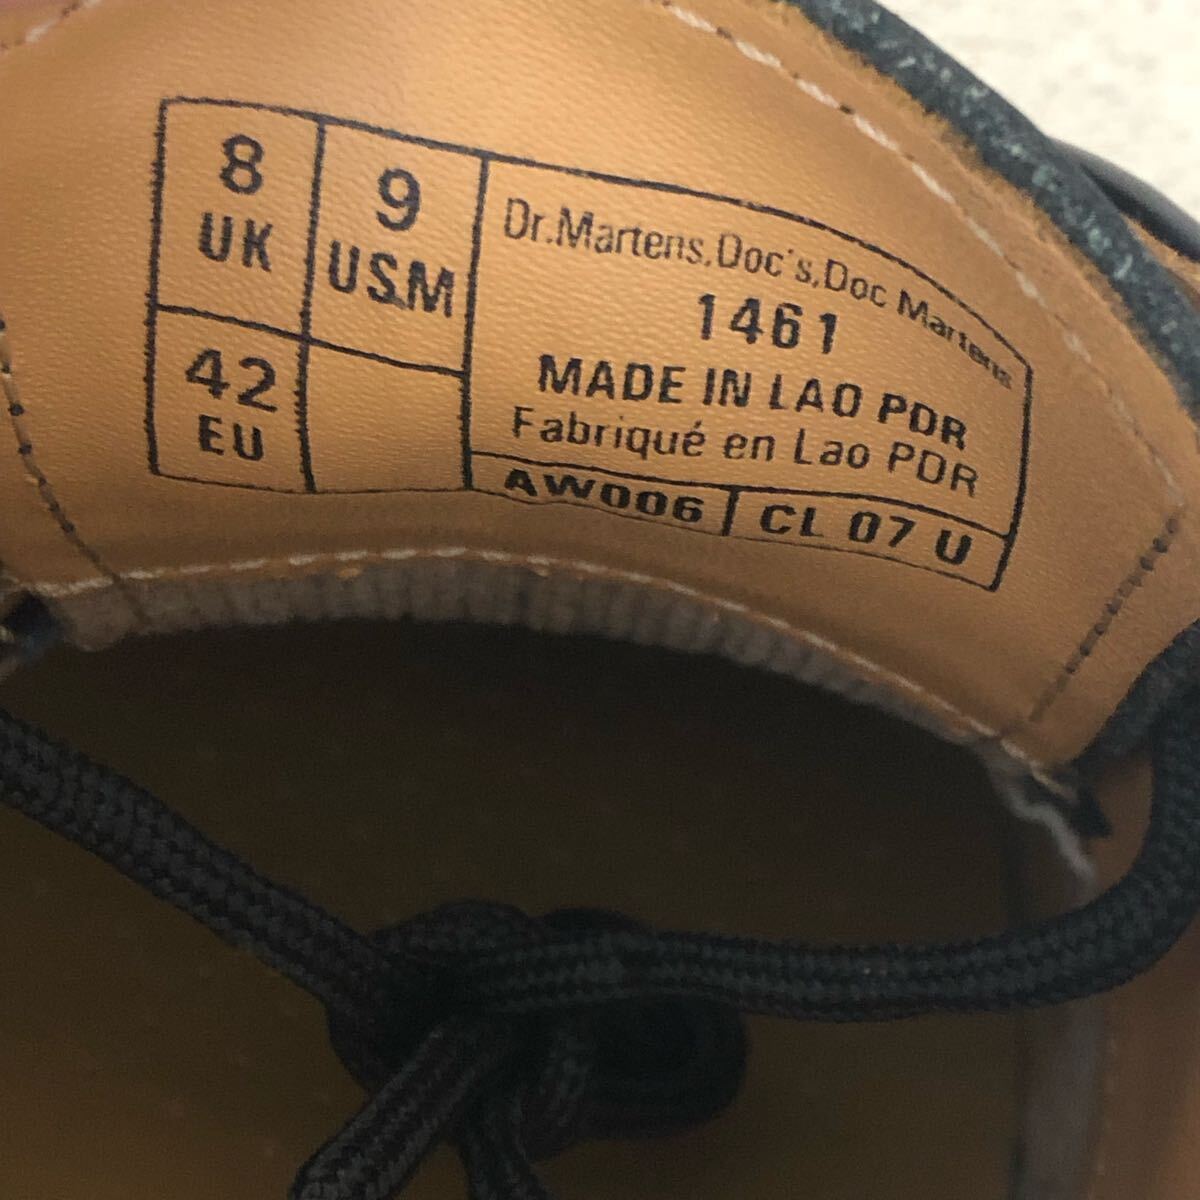 8
UK
9
USM
42
EU
Dr.Martens,Doc's,Doc Martens
1461
MADE IN LAO PDR
Fabriqué en Lao PDR
AW006
CL 07 U